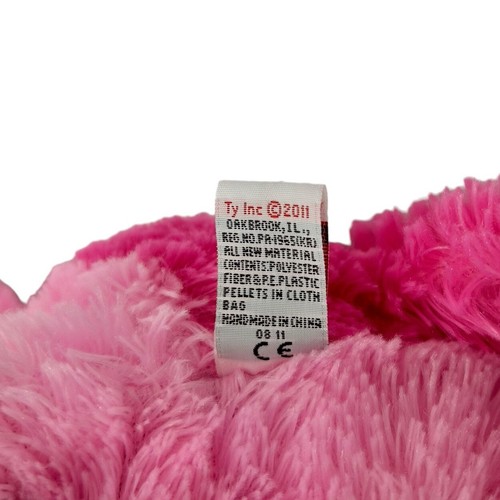 Ty Inc ©2011
OAKBROOK, IL.,
REG.NO.PA-1965(KR)
ALL NEW MATERIAL
CONTENTS:POLYESTER
FIBER&P.E.PLASTIC
PELLETS IN CLOTH
BAG
HANDMADE IN CHINA
08 11
CE